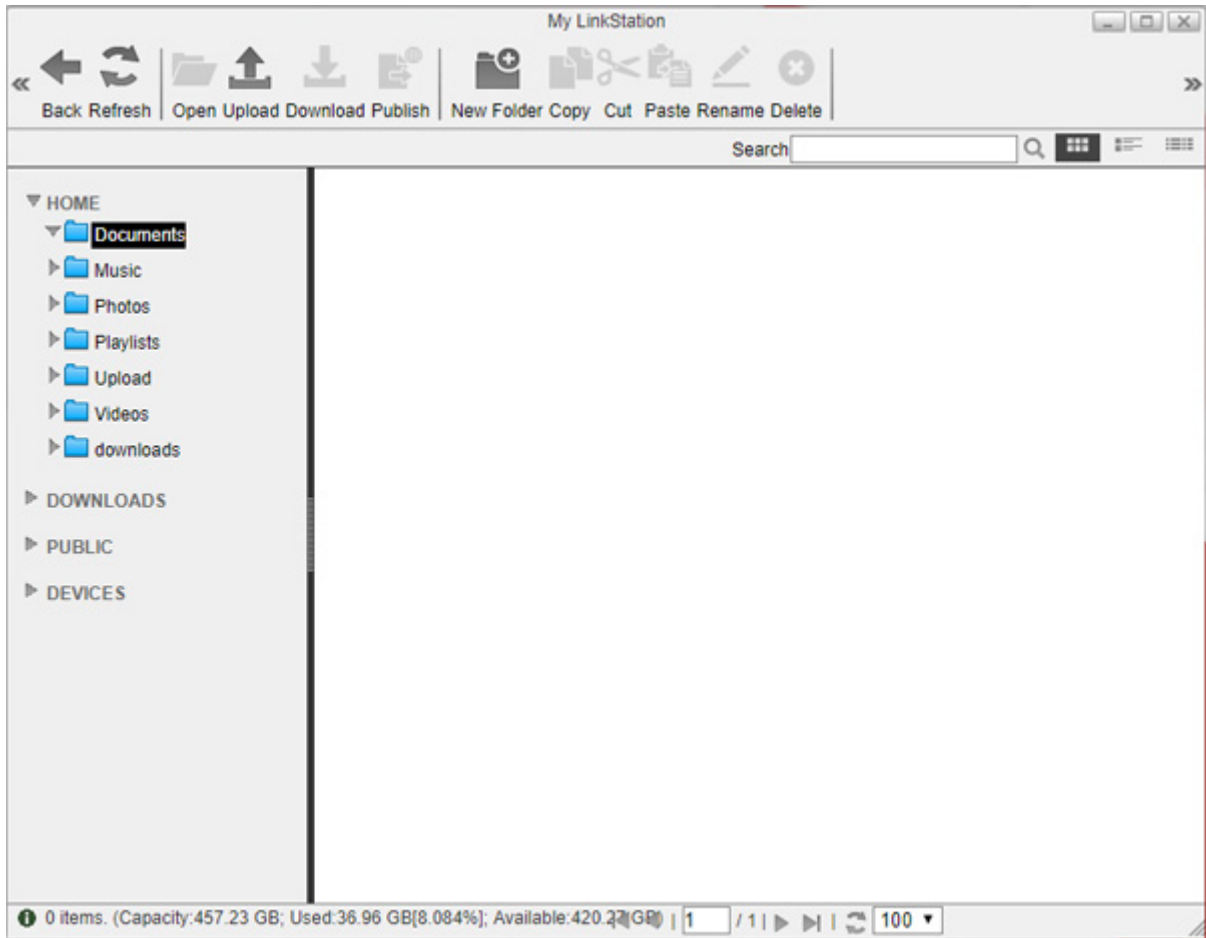 My LinkStation
Back Refresh Open Upload Download Publish New Folder Copy Cut Paste Rename Delete
Search
HOME
Documents
Music
Photos
Playlists
Upload
Videos
downloads
DOWNLOADS
PUBLIC
DEVICES
0 items. (Capacity:457.23 GB; Used:36.96 GB[8.084%]; Available:420.27 GB) | 1 / 1 | | 100